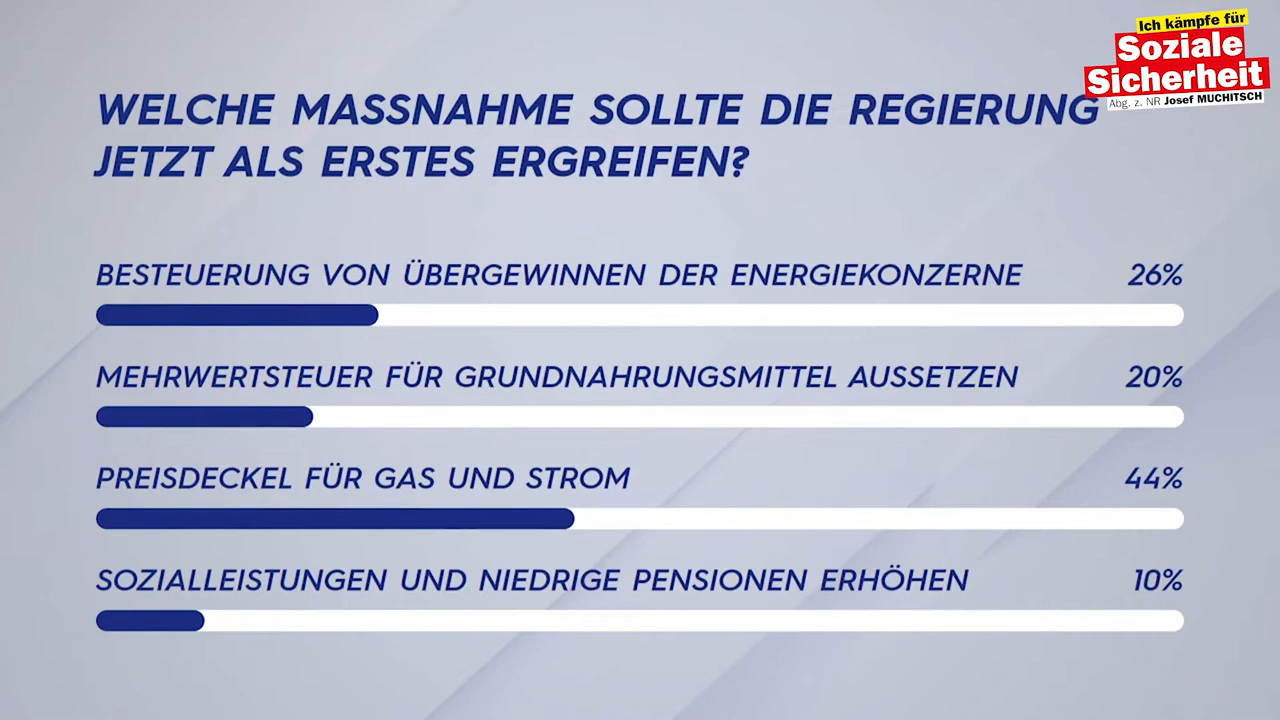 Ich kämpfe für
Soziale
Sicherheit
Abg. z. NR Josef MUCHITSCH
WELCHE MASSNAHME SOLLTE DIE REGIERUNG
JETZT ALS ERSTES ERGREIFEN?
BESTEUERUNG VON ÜBERGEWINNEN DER ENERGIEKONZERNE 26%
MEHRWERTSTEUER FÜR GRUNDNAHRUNGSMITTEL AUSSETZEN 20%
PREISDECKEL FÜR GAS UND STROM 44%
SOZIALLEISTUNGEN UND NIEDRIGE PENSIONEN ERHÖHEN 10%